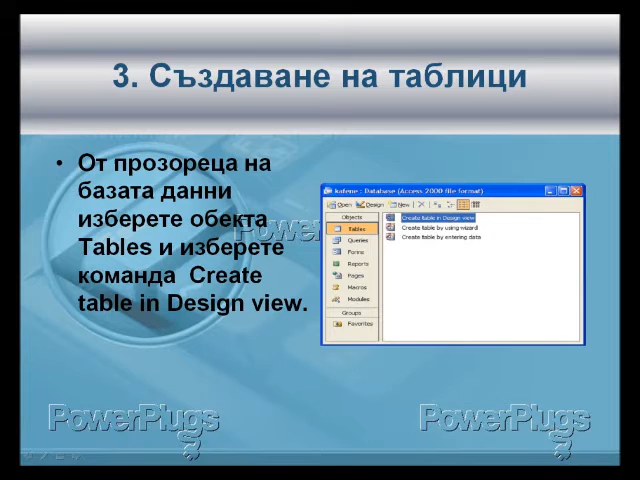 3. Създаване на таблици
• От прозореца на
базата данни
изберете обекта
Tables и изберете
команда Create
table in Design view.
kafene : Database (Access 2000 file format)
Open Design New
Objects
Tables
Queries
Forms
Reports
Pages
Macros
Modules
Groups
Favorites
Create table in Design view
Create table by using wizard
Create table by entering data
Power
PowerPlugs
PowerPlugs